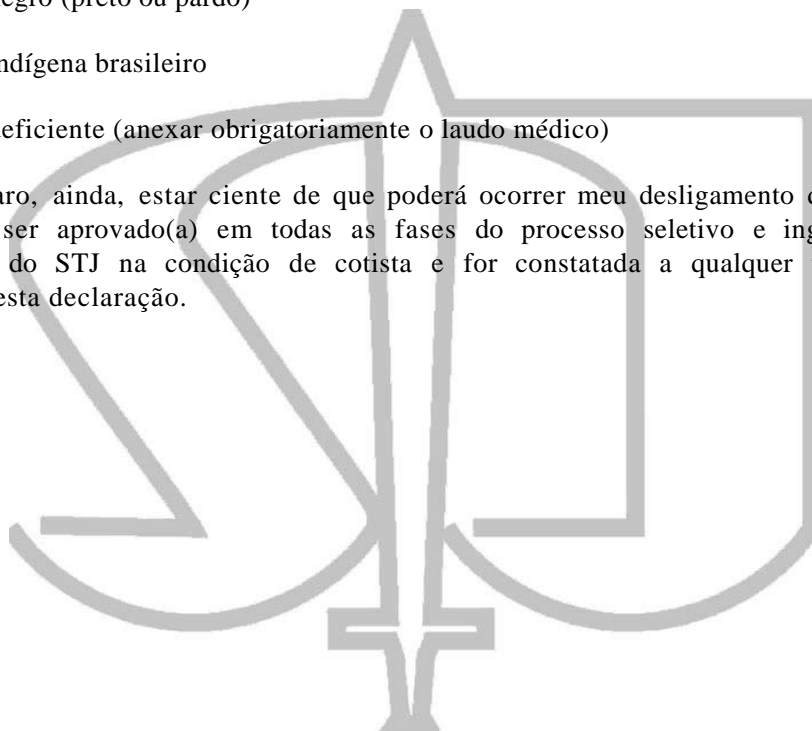 egro (preto ou pardo)
ndígena brasileiro
eficiente (anexar obrigatoriamente o laudo médico)
aro, ainda, estar ciente de que poderá ocorrer meu desligamento
ser aprovado(a) em todas as fases do processo seletivo e ing
do STJ na condição de cotista e for constatada a qualquer
esta declaração.